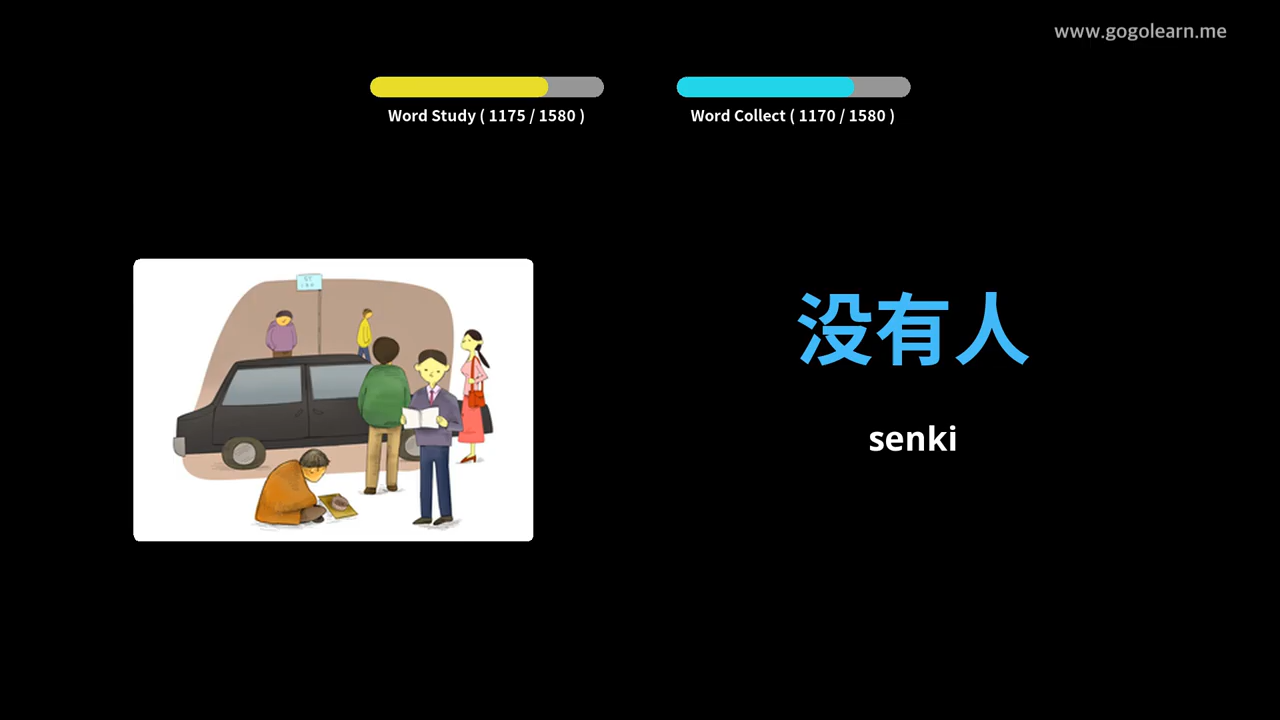 www.gogolearn.me
Word Study ( 1175 / 1580 )
Word Collect ( 1170 / 1580 )
没有人
senki